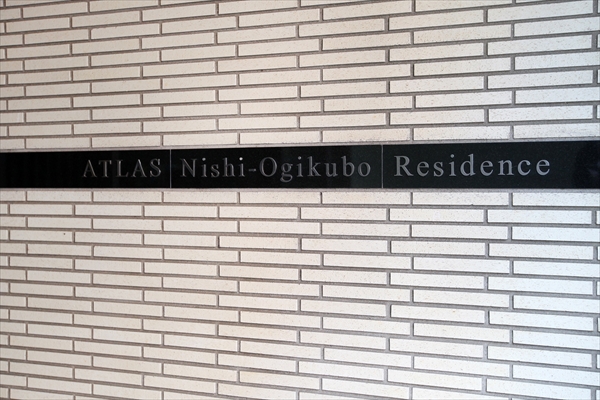 ATLAS Nishi-Ogikubo Residence